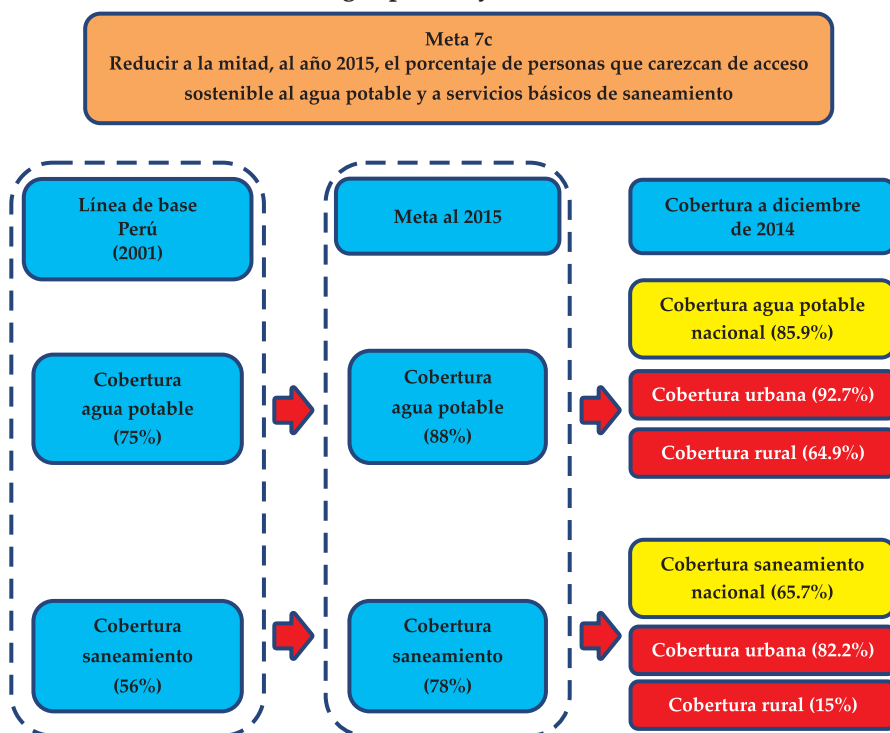 Meta 7c
Reducir a la mitad, al año 2015, el porcentaje de personas que carezcan de acceso
sostenible al agua potable y a servicios básicos de saneamiento
Línea de base
Perú
(2001)
Meta al 2015
Cobertura a diciembre
de 2014
Cobertura agua potable
nacional (85.9%)
Cobertura
agua potable
(75%)
Cobertura
agua potable
(88%)
Cobertura urbana (92.7%)
Cobertura rural (64.9%)
Cobertura saneamiento
nacional (65.7%)
Cobertura
saneamiento
(56%)
Cobertura
saneamiento
(78%)
Cobertura urbana (82.2%)
Cobertura rural (15%)